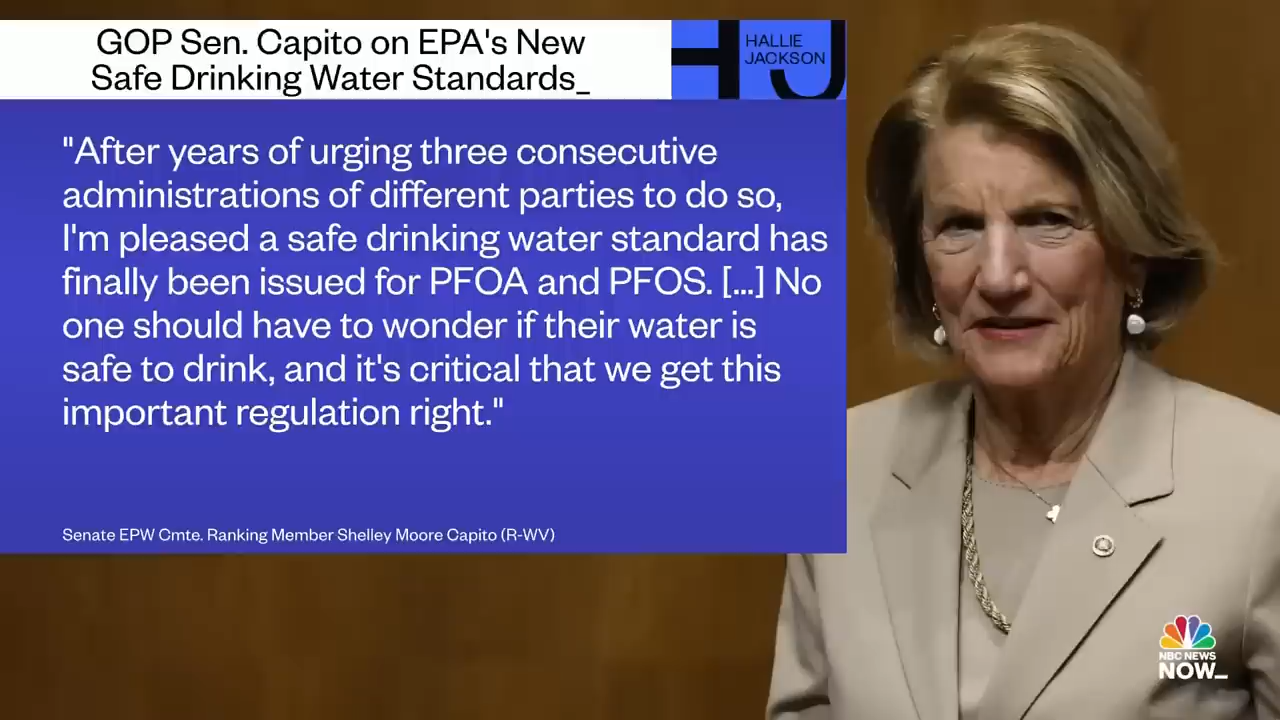 GOP Sen. Capito on EPA's New
Safe Drinking Water Standards_
HALLIE
JACKSON
"After years of urging three consecutive
administrations of different parties to do so,
I'm pleased a safe drinking water standard has
finally been issued for PFOA and PFOS. [...] No
one should have to wonder if their water is
safe to drink, and it's critical that we get this
important regulation right."
Senate EPW Cmte. Ranking Member Shelley Moore Capito (R-WV)
NBC NEWS
NOW_